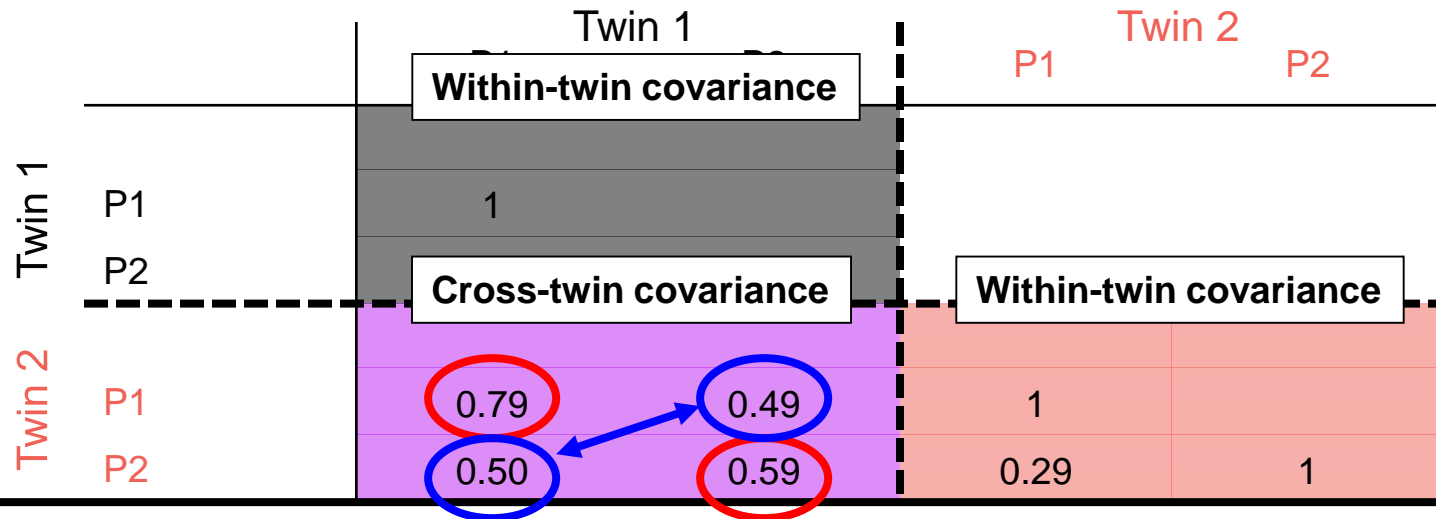 Twin 1 Twin 2
P1 P2
Within-twin covariance
Twin 1
P1 1
P2
Cross-twin covariance Within-twin covariance
Twin 2
P1 0.79 0.49 1
P2 0.50 0.59 0.29 1